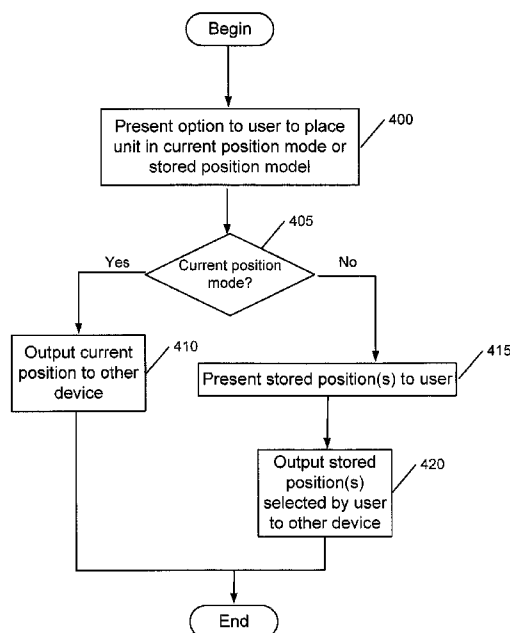 Begin
Present option to user to place
unit in current position mode or
stored position model
400
405
Current position
mode?
Yes
No
Output current
position to other
device
410
Present stored position(s) to user
415
Output stored
position(s)
selected by user
to other device
420
End